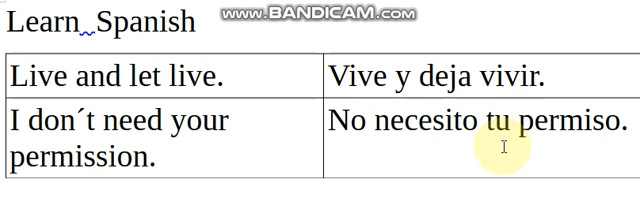 www.BANDICAM.com
Learn Spanish
Live and let live.
Vive y deja vivir.
I don´t need your
permission.
No necesito tu permiso.